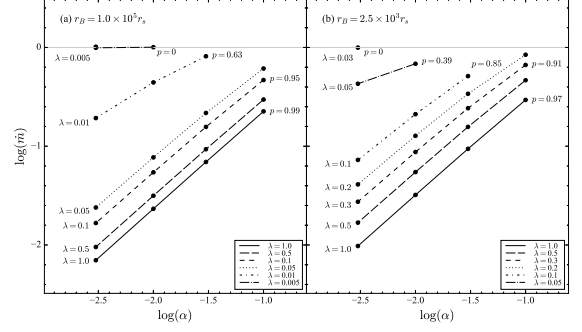 (a) r_B = 1.0 × 10^5 r_s
(b) r_B = 2.5 × 10^3 r_s
0
−1
−2
log(ṁ)
λ = 0.005
p = 0
p = 0.63
λ = 0.01
p = 0.95
p = 0.99
λ = 0.05
λ = 0.1
λ = 0.5
λ = 1.0
λ = 1.0
λ = 0.5
λ = 0.1
λ = 0.05
λ = 0.01
λ = 0.005
−2.5
−2.0
−1.5
−1.0
log(α)
λ = 0.03
p = 0
p = 0.39
λ = 0.05
p = 0.85
p = 0.91
λ = 0.1
p = 0.97
λ = 0.2
λ = 0.3
λ = 0.5
λ = 1.0
λ = 1.0
λ = 0.5
λ = 0.3
λ = 0.2
λ = 0.1
λ = 0.05
−2.5
−2.0
−1.5
−1.0
log(α)